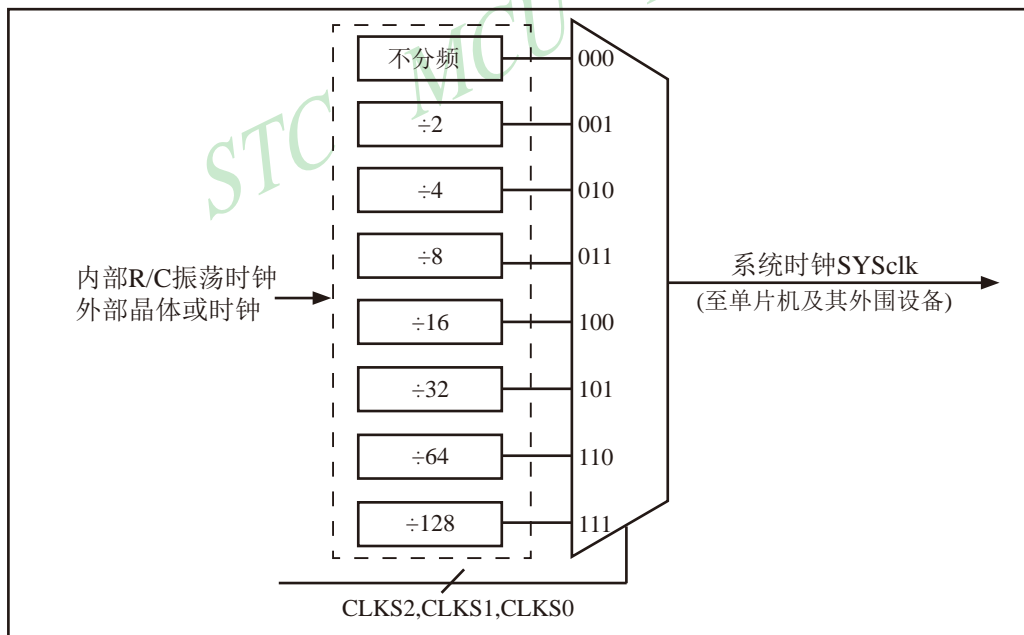 STC MCU
不分频
000
÷2
001
÷4
010
÷8
011
÷16
100
÷32
101
÷64
110
÷128
111
内部R/C振荡时钟
外部晶体或时钟
系统时钟SYSclk
(至单片机及其外围设备)
CLKS2,CLKS1,CLKS0